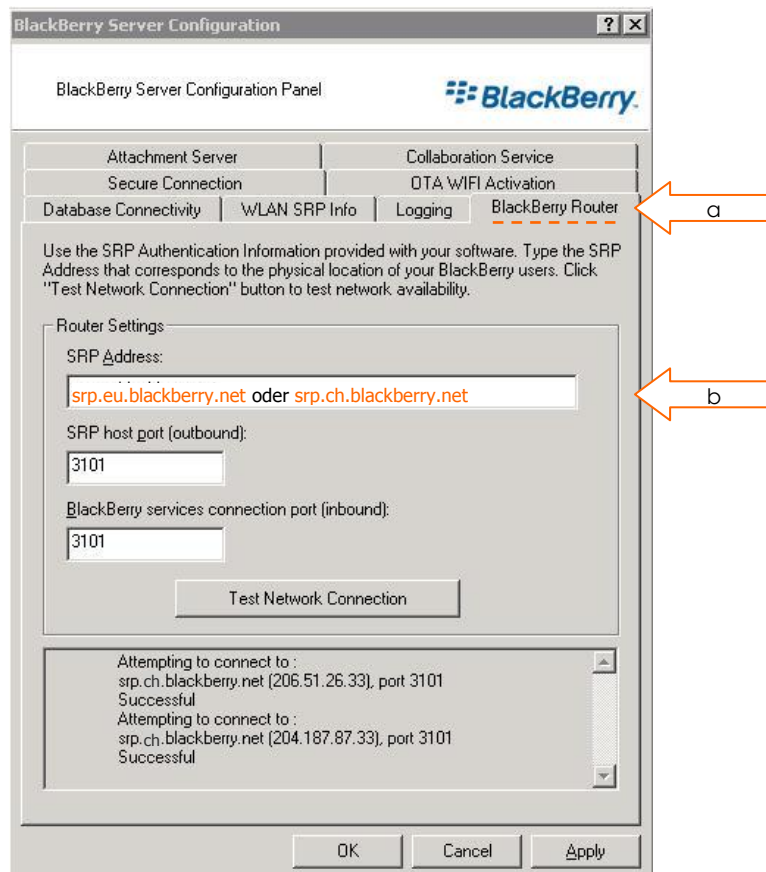 BlackBerry Server Configuration
BlackBerry Server Configuration Panel
BlackBerry.
Attachment Server
Collaboration Service
Secure Connection
OTA WIFI Activation
Database Connectivity
WLAN SRP Info
Logging
BlackBerry Router
a
Use the SRP Authentication Information provided with your software. Type the SRP
Address that corresponds to the physical location of your BlackBerry users. Click
"Test Network Connection" button to test network availability.
Router Settings
SRP Address:
srp.eu.blackberry.net oder srp.ch.blackberry.net
b
SRP host port (outbound):
3101
BlackBerry services connection port (inbound):
3101
Test Network Connection
Attempting to connect to :
srp.ch.blackberry.net (206.51.26.33), port 3101
Successful
Attempting to connect to :
srp.ch.blackberry.net (204.187.87.33), port 3101
Successful
OK
Cancel
Apply